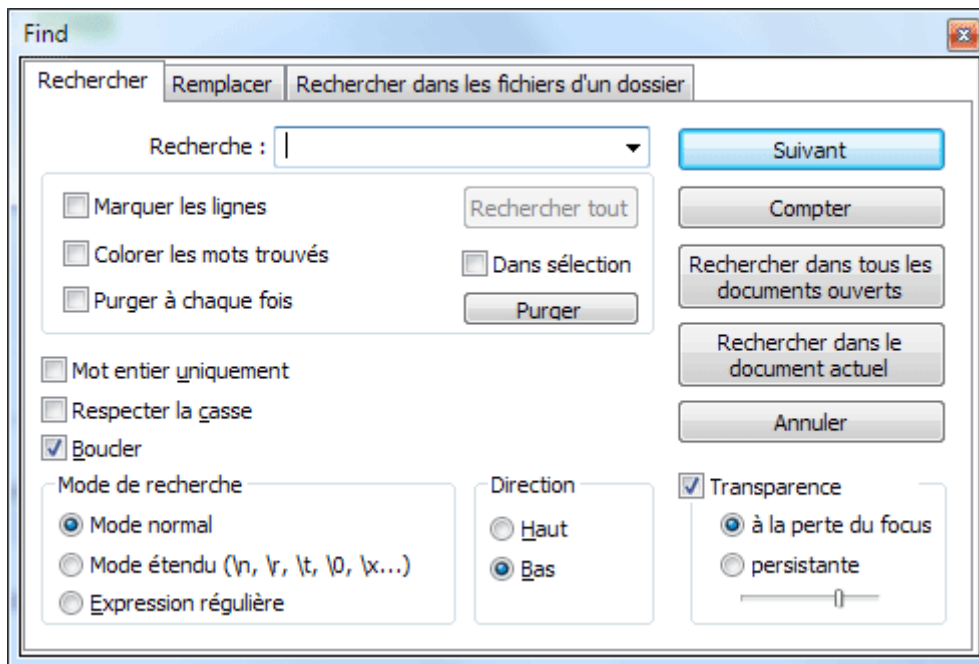 Find
Rechercher
Remplacer
Rechercher dans les fichiers d'un dossier
Recherche :
Suivant
Marquer les lignes
Rechercher tout
Compter
Colorer les mots trouvés
Dans sélection
Rechercher dans tous les
documents ouverts
Purger à chaque fois
Purger
Rechercher dans le
document actuel
Mot entier uniquement
Respecter la casse
Annuler
Boucler
Mode de recherche
Mode normal
Mode étendu (\n, \r, \t, \0, \x...)
Expression régulière
Direction
Haut
Bas
Transparence
à la perte du focus
persistante